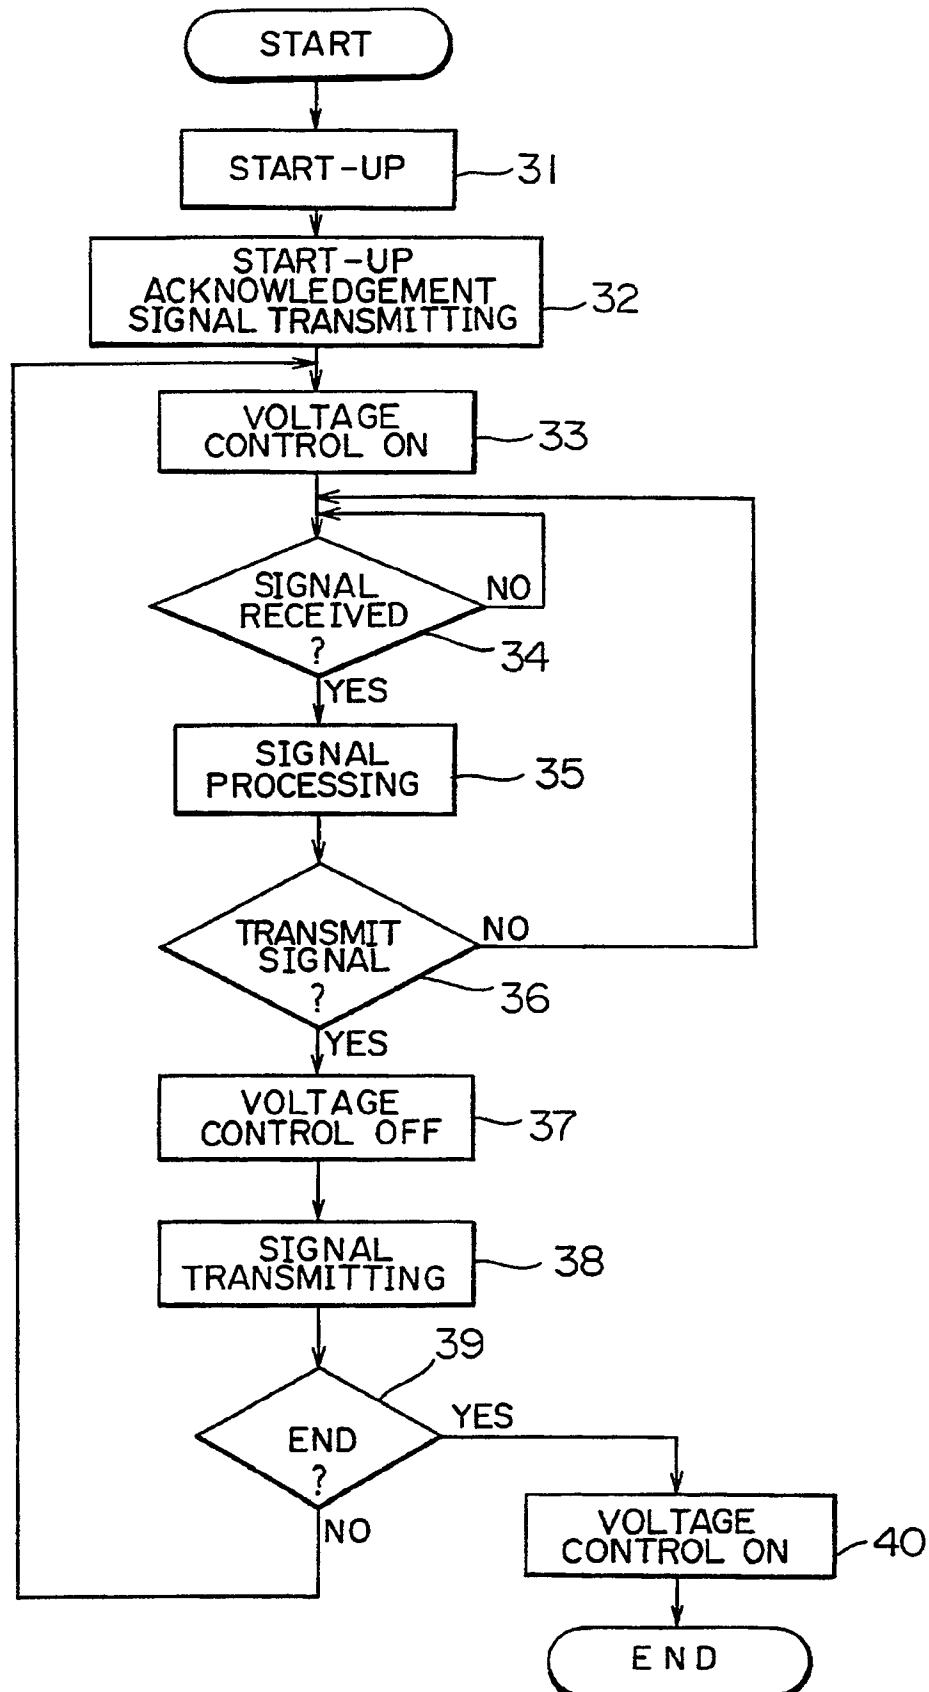 START
START-UP
31
START-UP
ACKNOWLEDGEMENT
SIGNAL TRANSMITTING
32
VOLTAGE
CONTROL ON
33
SIGNAL
RECEIVED
?
NO
34
YES
SIGNAL
PROCESSING
35
TRANSMIT
SIGNAL
?
NO
36
YES
VOLTAGE
CONTROL OFF
37
SIGNAL
TRANSMITTING
38
39
END
?
YES
NO
VOLTAGE
CONTROL ON
40
END